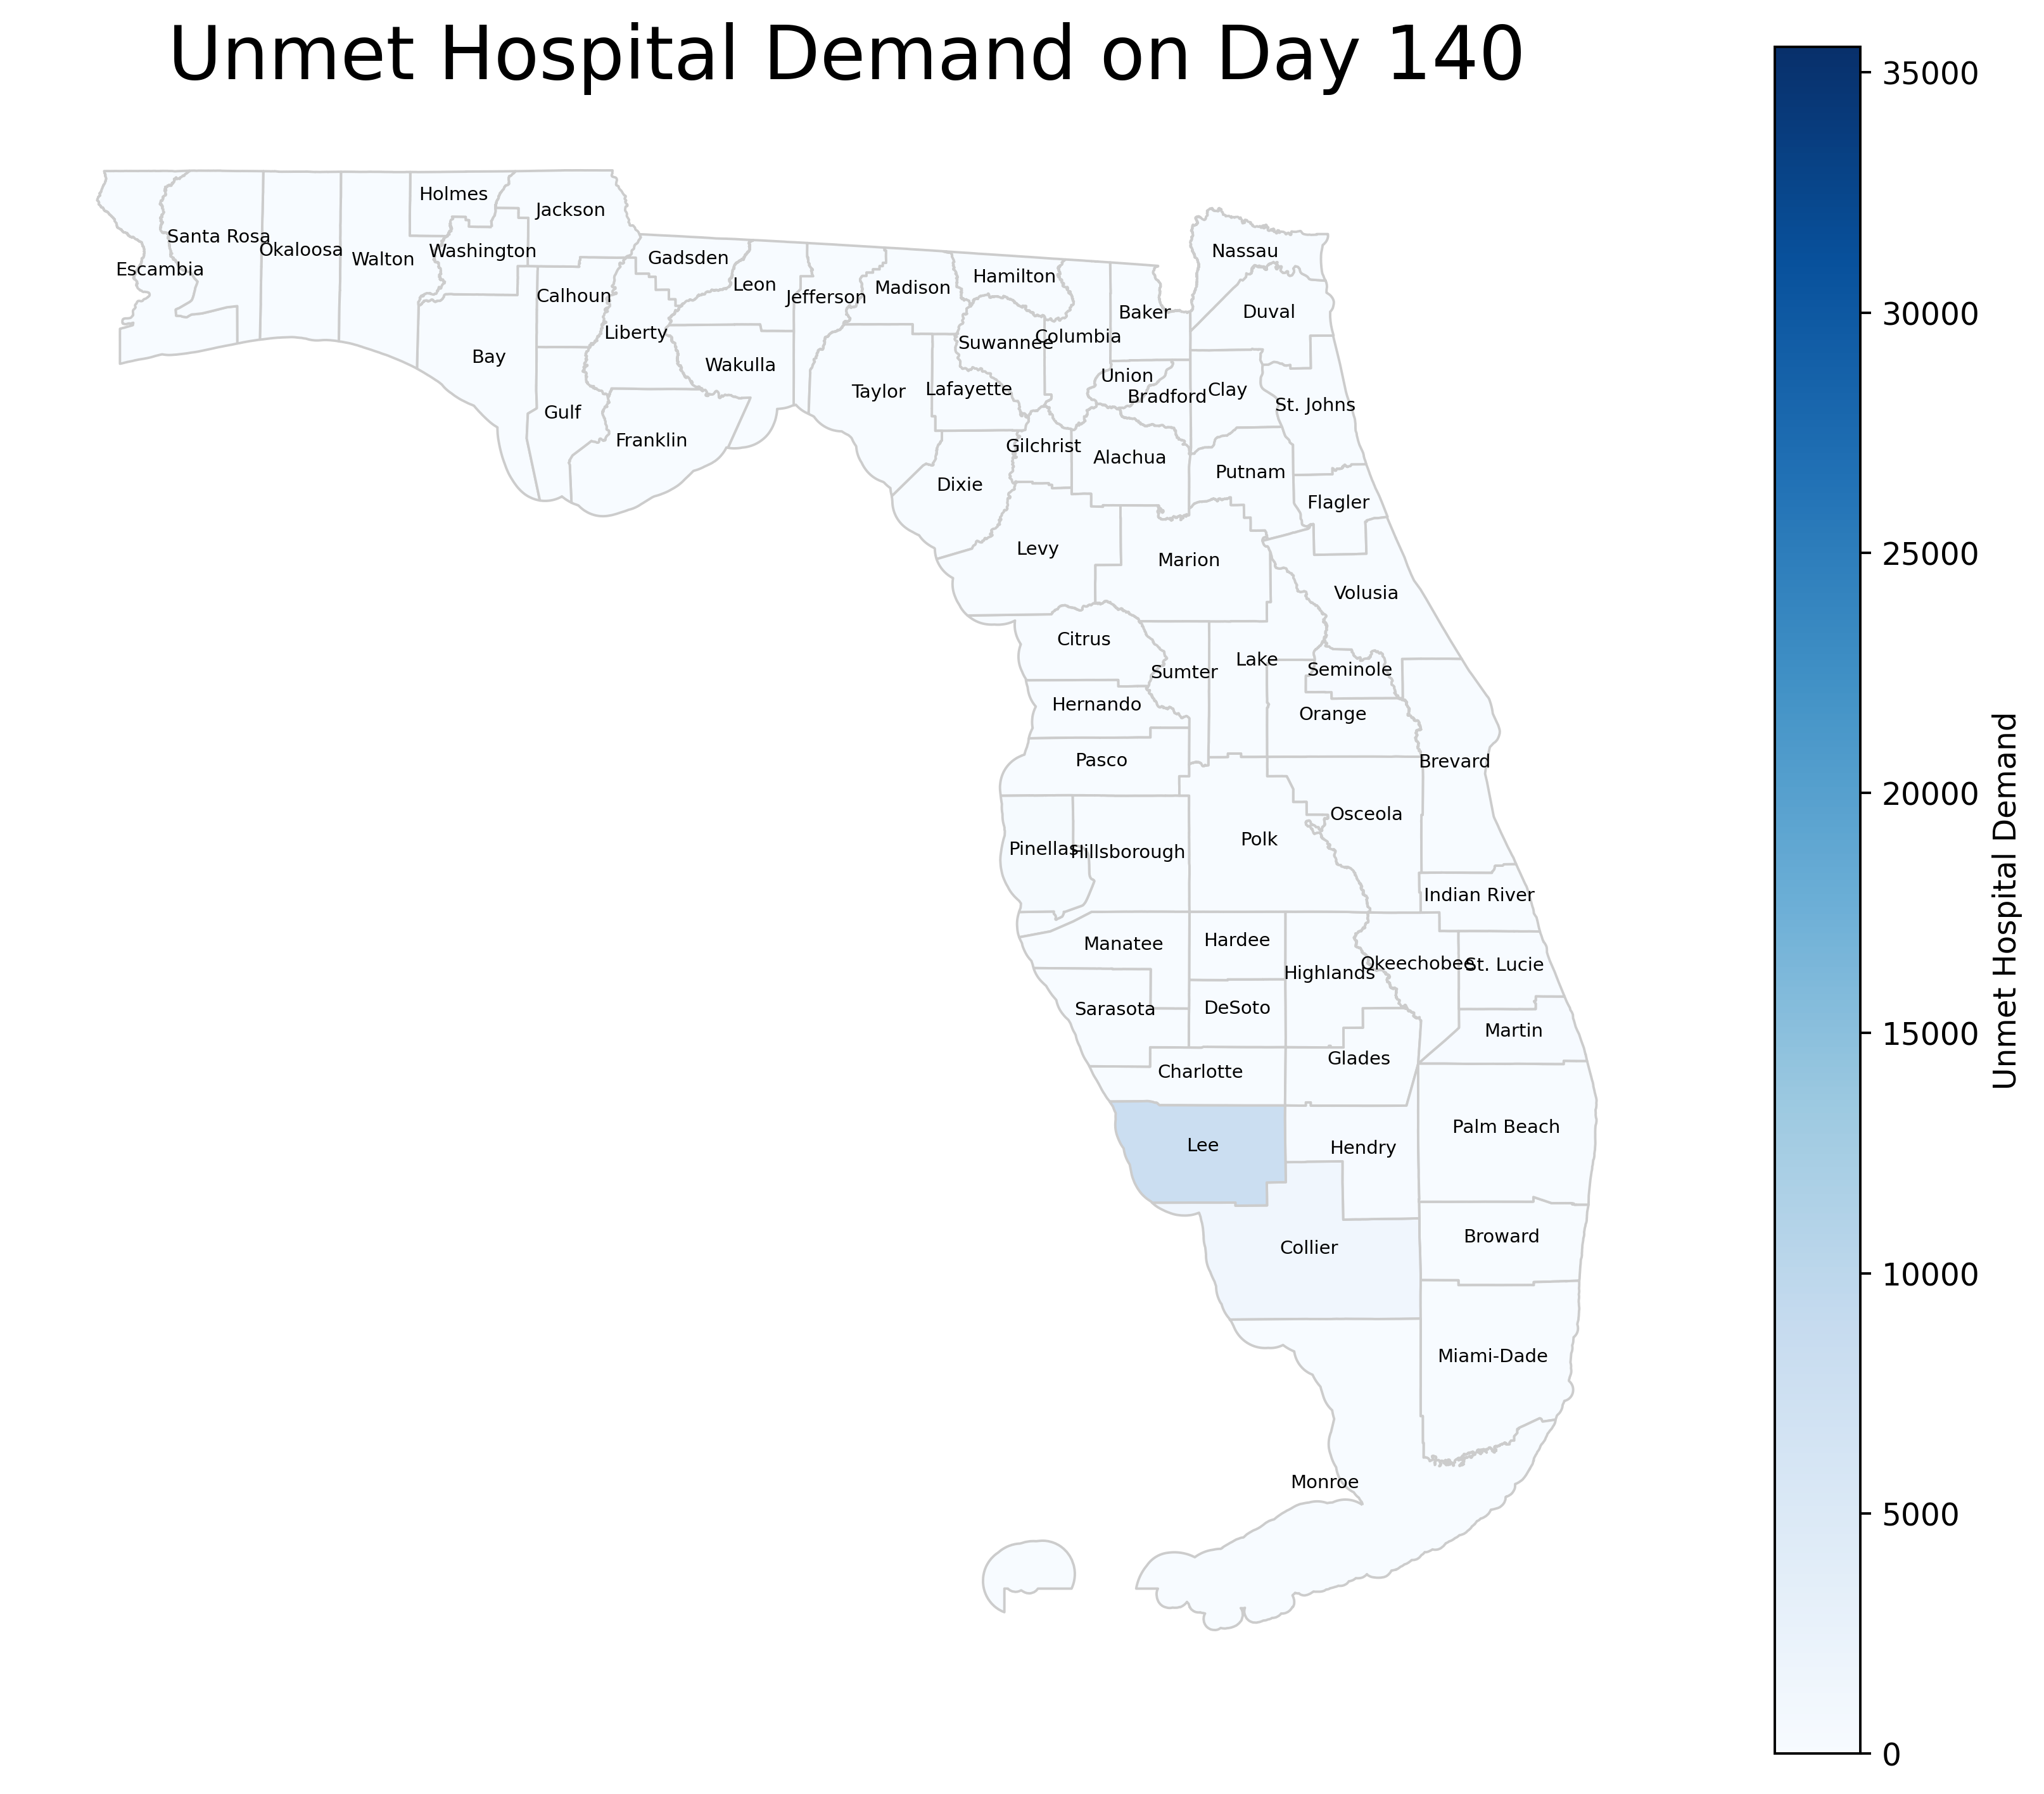 Unmet Hospital Demand on Day 140
35000
30000
25000
20000
15000
10000
5000
0
Unmet Hospital Demand
Holmes
Jackson
Santa Rosa
Okaloosa
Walton
Washington
Escambia
Gadsden
Leon
Calhoun
Jefferson
Madison
Hamilton
Nassau
Baker
Duval
Liberty
Suwannee
Columbia
Bay
Wakulla
Union
Taylor
Lafayette
Bradford
Clay
St. Johns
Gulf
Franklin
Gilchrist
Alachua
Putnam
Dixie
Flagler
Levy
Marion
Volusia
Citrus
Sumter
Lake
Seminole
Hernando
Orange
Pasco
Brevard
Osceola
Polk
Pinellas
Hillsborough
Indian River
Manatee
Hardee
Highlands
Okeechobee
St. Lucie
Sarasota
DeSoto
Martin
Glades
Charlotte
Palm Beach
Lee
Hendry
Broward
Collier
Miami-Dade
Monroe